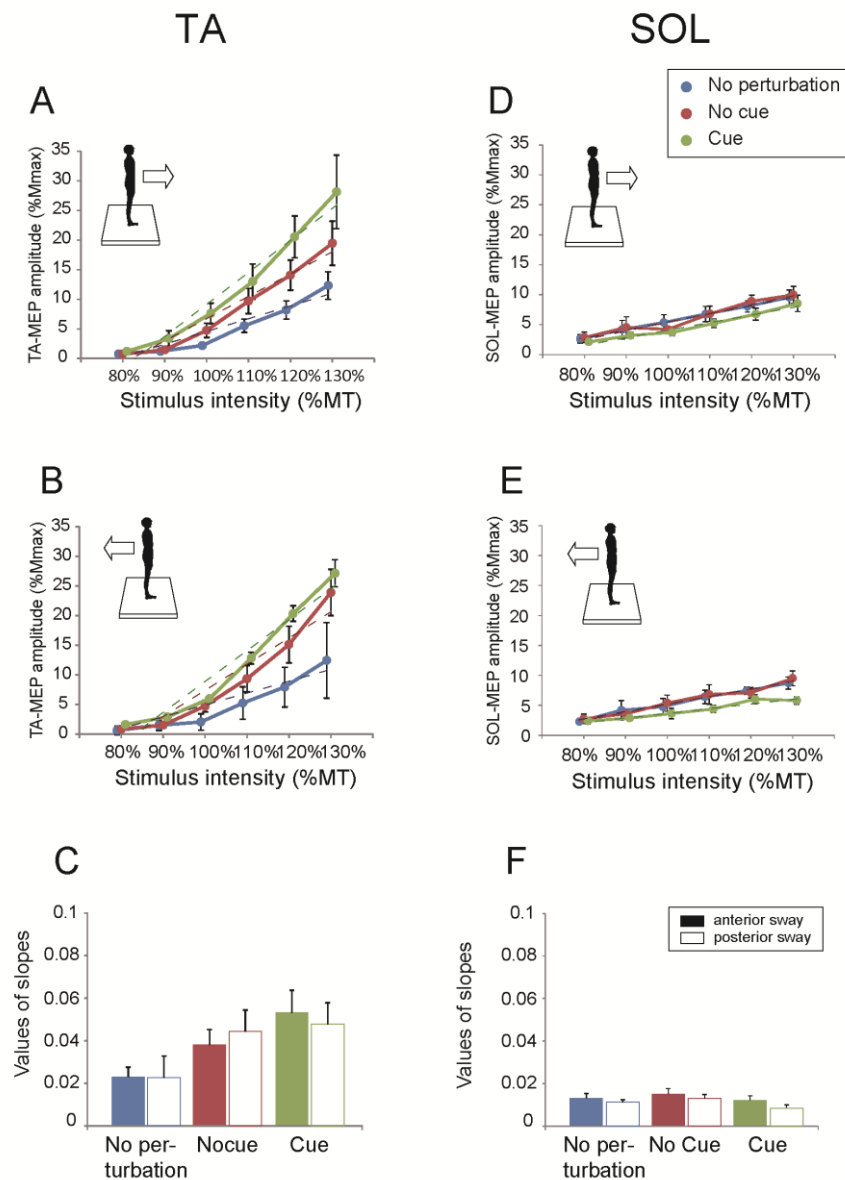 TA
SOL
A
TA-MEP amplitude (%Mmax)
35
30
25
20
15
10
5
0
80% 90% 100% 110% 120% 130%
Stimulus intensity (%MT)
D
No perturbation
No cue
Cue
SOL-MEP amplitude (%Mmax)
35
30
25
20
15
10
5
0
80% 90% 100% 110% 120% 130%
Stimulus intensity (%MT)
B
TA-MEP amplitude (%Mmax)
35
30
25
20
15
10
5
0
80% 90% 100% 110% 120% 130%
Stimulus intensity (%MT)
E
SOL-MEP amplitude (%Mmax)
35
30
25
20
15
10
5
0
80% 90% 100% 110% 120% 130%
Stimulus intensity (%MT)
C
Values of slopes
0.1
0.08
0.06
0.04
0.02
0
No per-
turbation
Nocue
Cue
F
anterior sway
posterior sway
Values of slopes
0.1
0.08
0.06
0.04
0.02
0
No per-
turbation
No Cue
Cue